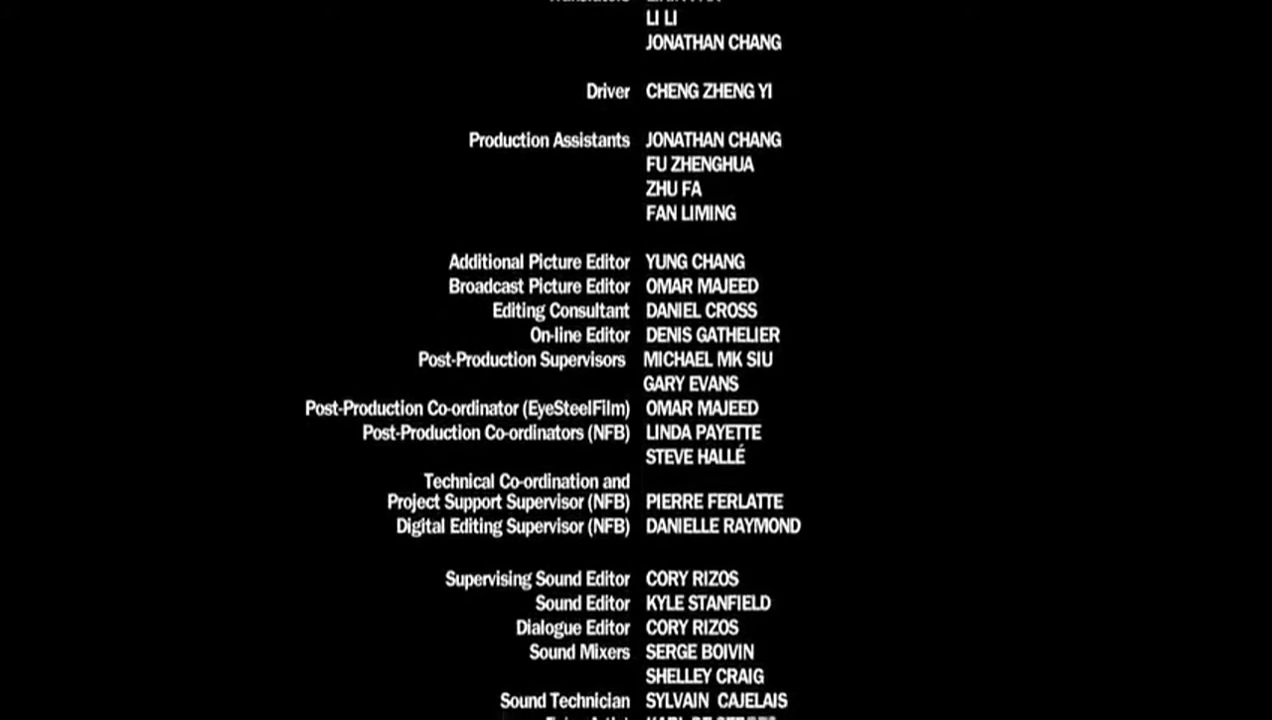 LI LI
JONATHAN CHANG
Driver CHENG ZHENG YI
Production Assistants JONATHAN CHANG
FU ZHENGHUA
ZHU FA
FAN LIMING
Additional Picture Editor YUNG CHANG
Broadcast Picture Editor OMAR MAJEED
Editing Consultant DANIEL CROSS
On-line Editor DENIS GATHELIER
Post-Production Supervisors MICHAEL MK SIU
GARY EVANS
Post-Production Co-ordinator (EyeSteelFilm) OMAR MAJEED
Post-Production Co-ordinators (NFB) LINDA PAYETTE
STEVE HALLÉ
Technical Co-ordination and
Project Support Supervisor (NFB) PIERRE FERLATTE
Digital Editing Supervisor (NFB) DANIELLE RAYMOND
Supervising Sound Editor CORY RIZOS
Sound Editor KYLE STANFIELD
Dialogue Editor CORY RIZOS
Sound Mixers SERGE BOIVIN
SHELLEY CRAIG
Sound Technician SYLVAIN CAJELAIS